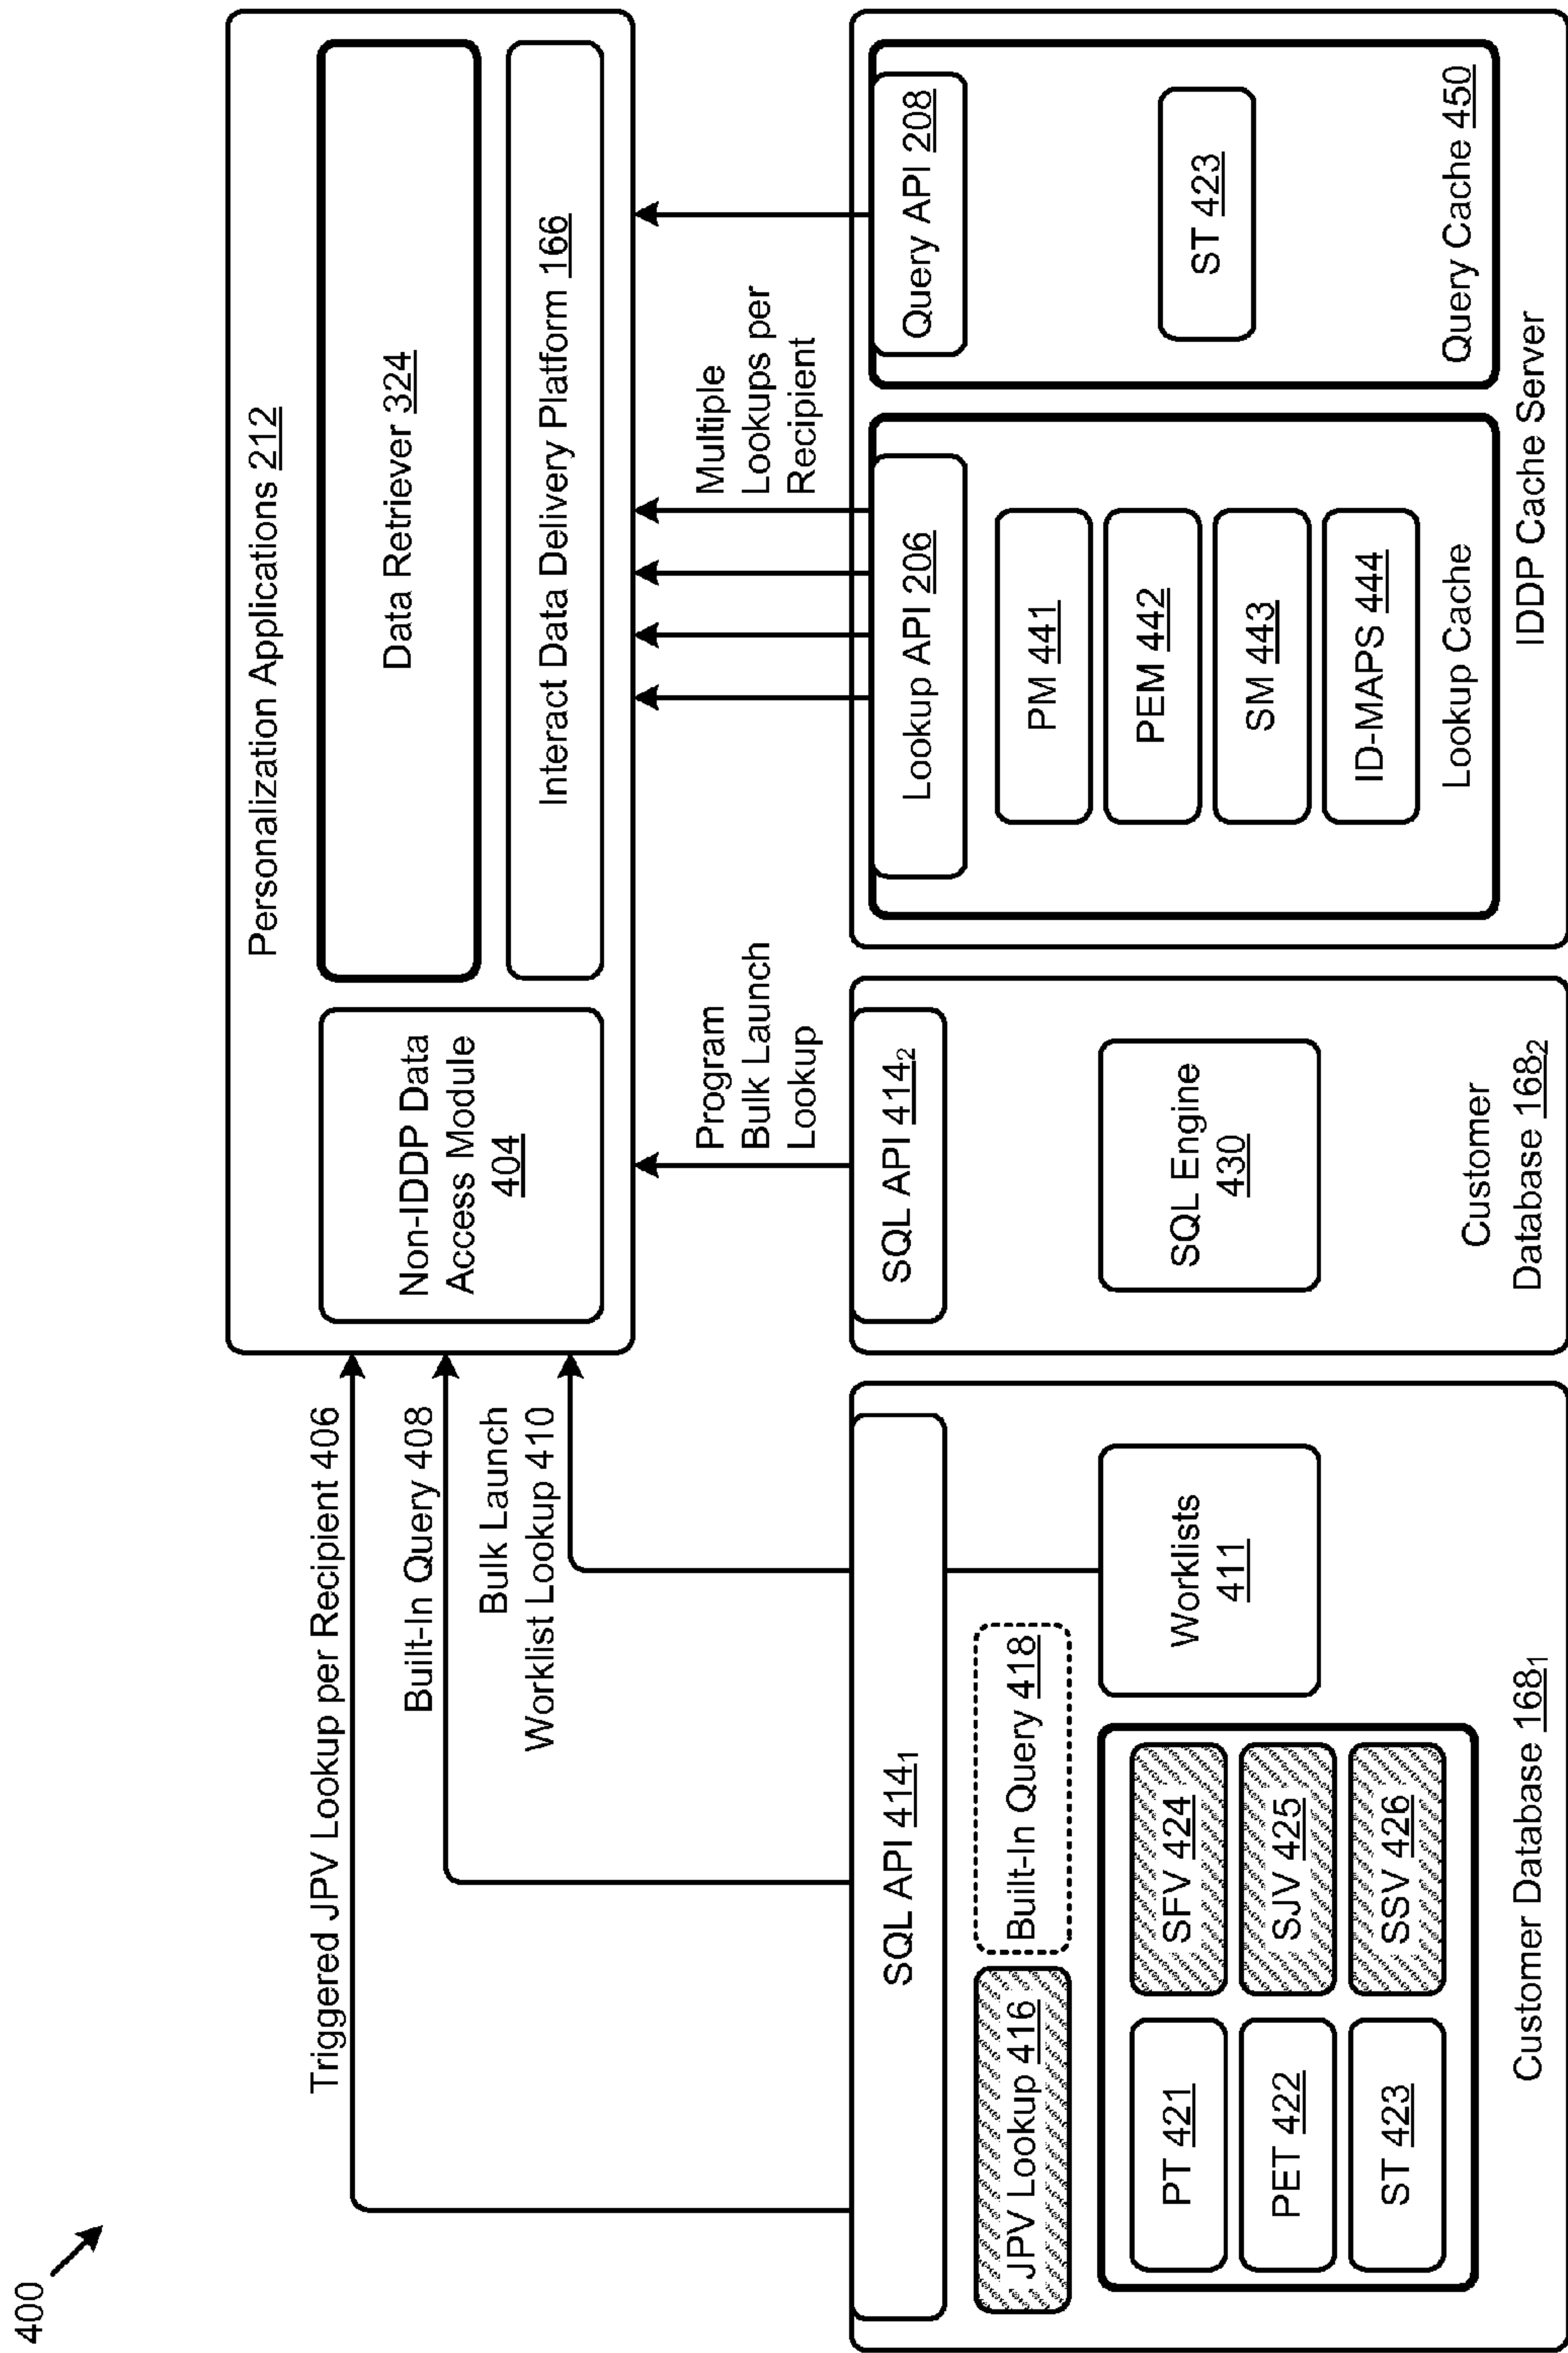 400
Personalization Applications 212
Non-IDDP Data
Access Module
404
Data Retriever 324
Interact Data Delivery Platform 166
Triggered JPV Lookup per Recipient 406
Built-In Query 408
Bulk Launch
Worklist Lookup 410
Program
Bulk Launch
Lookup
Multiple
Lookups per
Recipient
SQL API 414₁
JPV Lookup 416
Built-In Query 418
PT 421
SFV 424
PET 422
SJV 425
ST 423
SSV 426
Worklists
411
Customer Database 168₁
SQL API 414₂
SQL Engine
430
Customer
Database 168₂
Lookup API 206
PM 441
PEM 442
SM 443
ID-MAPS 444
Lookup Cache
Query API 208
ST 423
Query Cache 450
IDDP Cache Server